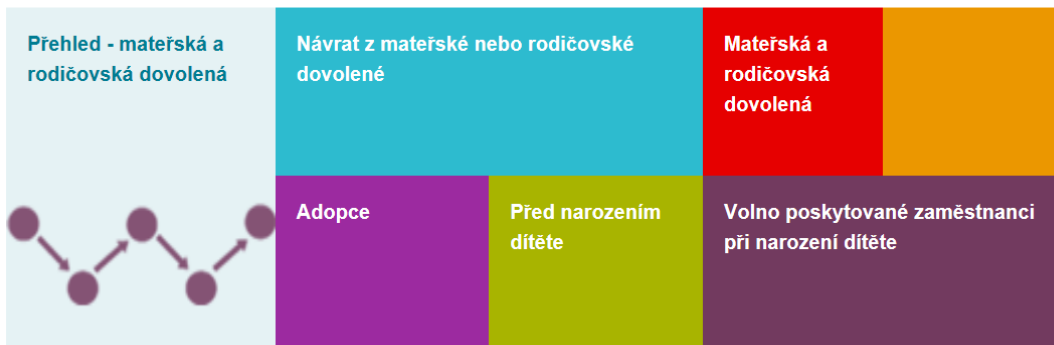 Přehled - mateřská a
rodičovská dovolená
Návrat z mateřské nebo rodičovské
dovolené
Mateřská a
rodičovská
dovolená
Adopce
Před narozením
dítěte
Volno poskytované zaměstnanci
při narození dítěte